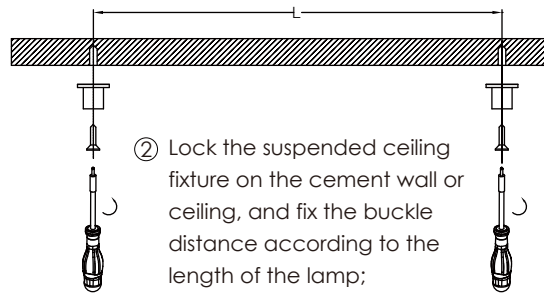 L
② Lock the suspended ceiling
fixture on the cement wall or
ceiling, and fix the buckle
distance according to the
length of the lamp;